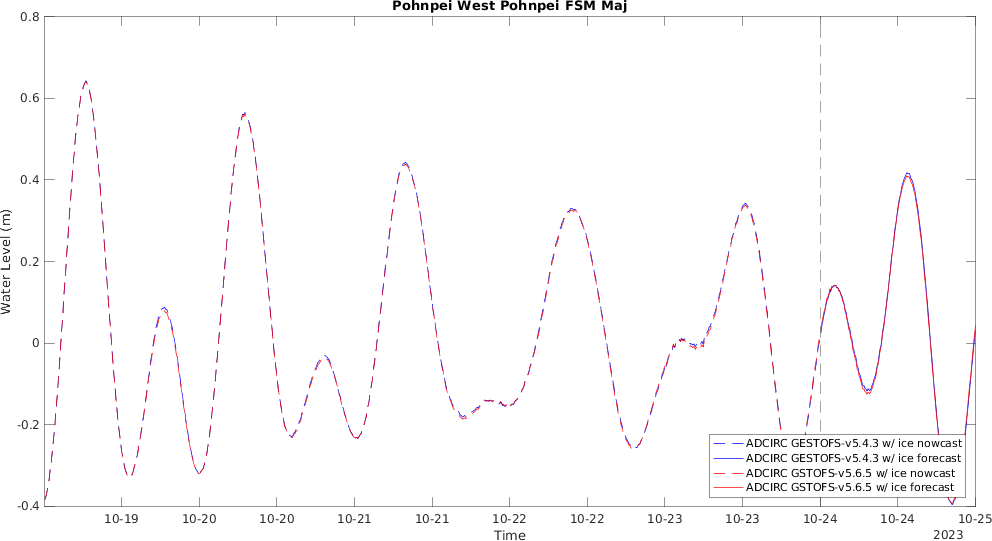 Pohnpei West Pohnpei FSM Maj
0.8
0.6
0.4
0.2
0
-0.2
-0.4
Water Level (m)
10-19
10-20
10-20
10-21
10-21
10-22
10-22
10-23
10-23
10-24
10-24
10-25
Time
2023
ADCIRC GESTOFS-v5.4.3 w/ ice nowcast
ADCIRC GESTOFS-v5.4.3 w/ ice forecast
ADCIRC GSTOFS-v5.6.5 w/ ice nowcast
ADCIRC GSTOFS-v5.6.5 w/ ice forecast